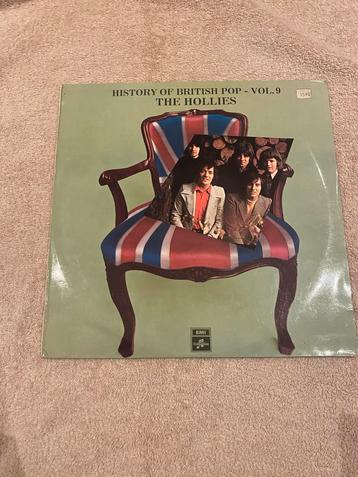 HISTORY OF BRITISH POP - VOL. 9
THE HOLLIES
EMI